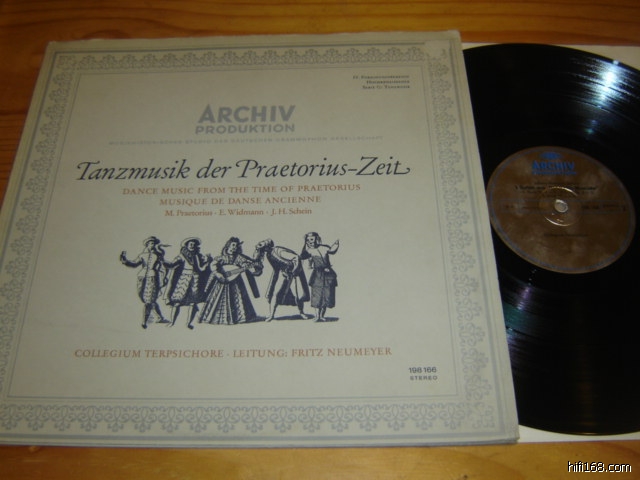 ARCHIV
PRODUKTION
Tanzmusik der Praetorius-Zeit
DANCE MUSIC FROM THE TIME OF PRAETORIUS
MUSIQUE DE DANSE ANCIENNE
M. Praetorius · E. Widmann · J. H. Schein
COLLEGIUM TERPSICHORE · LEITUNG: FRITZ NEUMEYER
198 166
STEREO
ARCHIV
hifi168.com